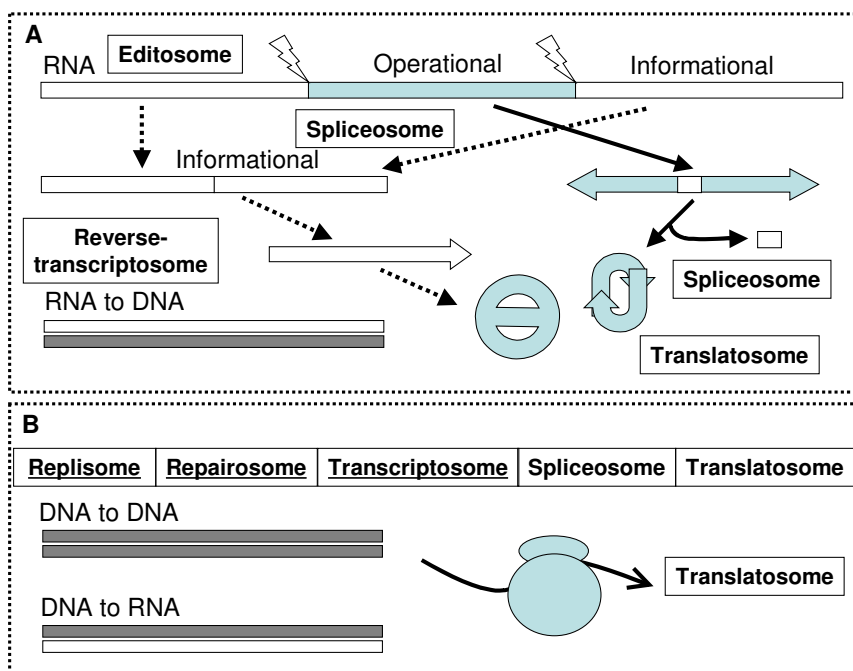 A
RNA
Editosome
Operational
Informational
Spliceosome
Informational
Reverse-
transcriptosome
Spliceosome
RNA to DNA
Translatosome
B
Replisome Repairosome Transcriptosome Spliceosome Translatosome
DNA to DNA
Translatosome
DNA to RNA